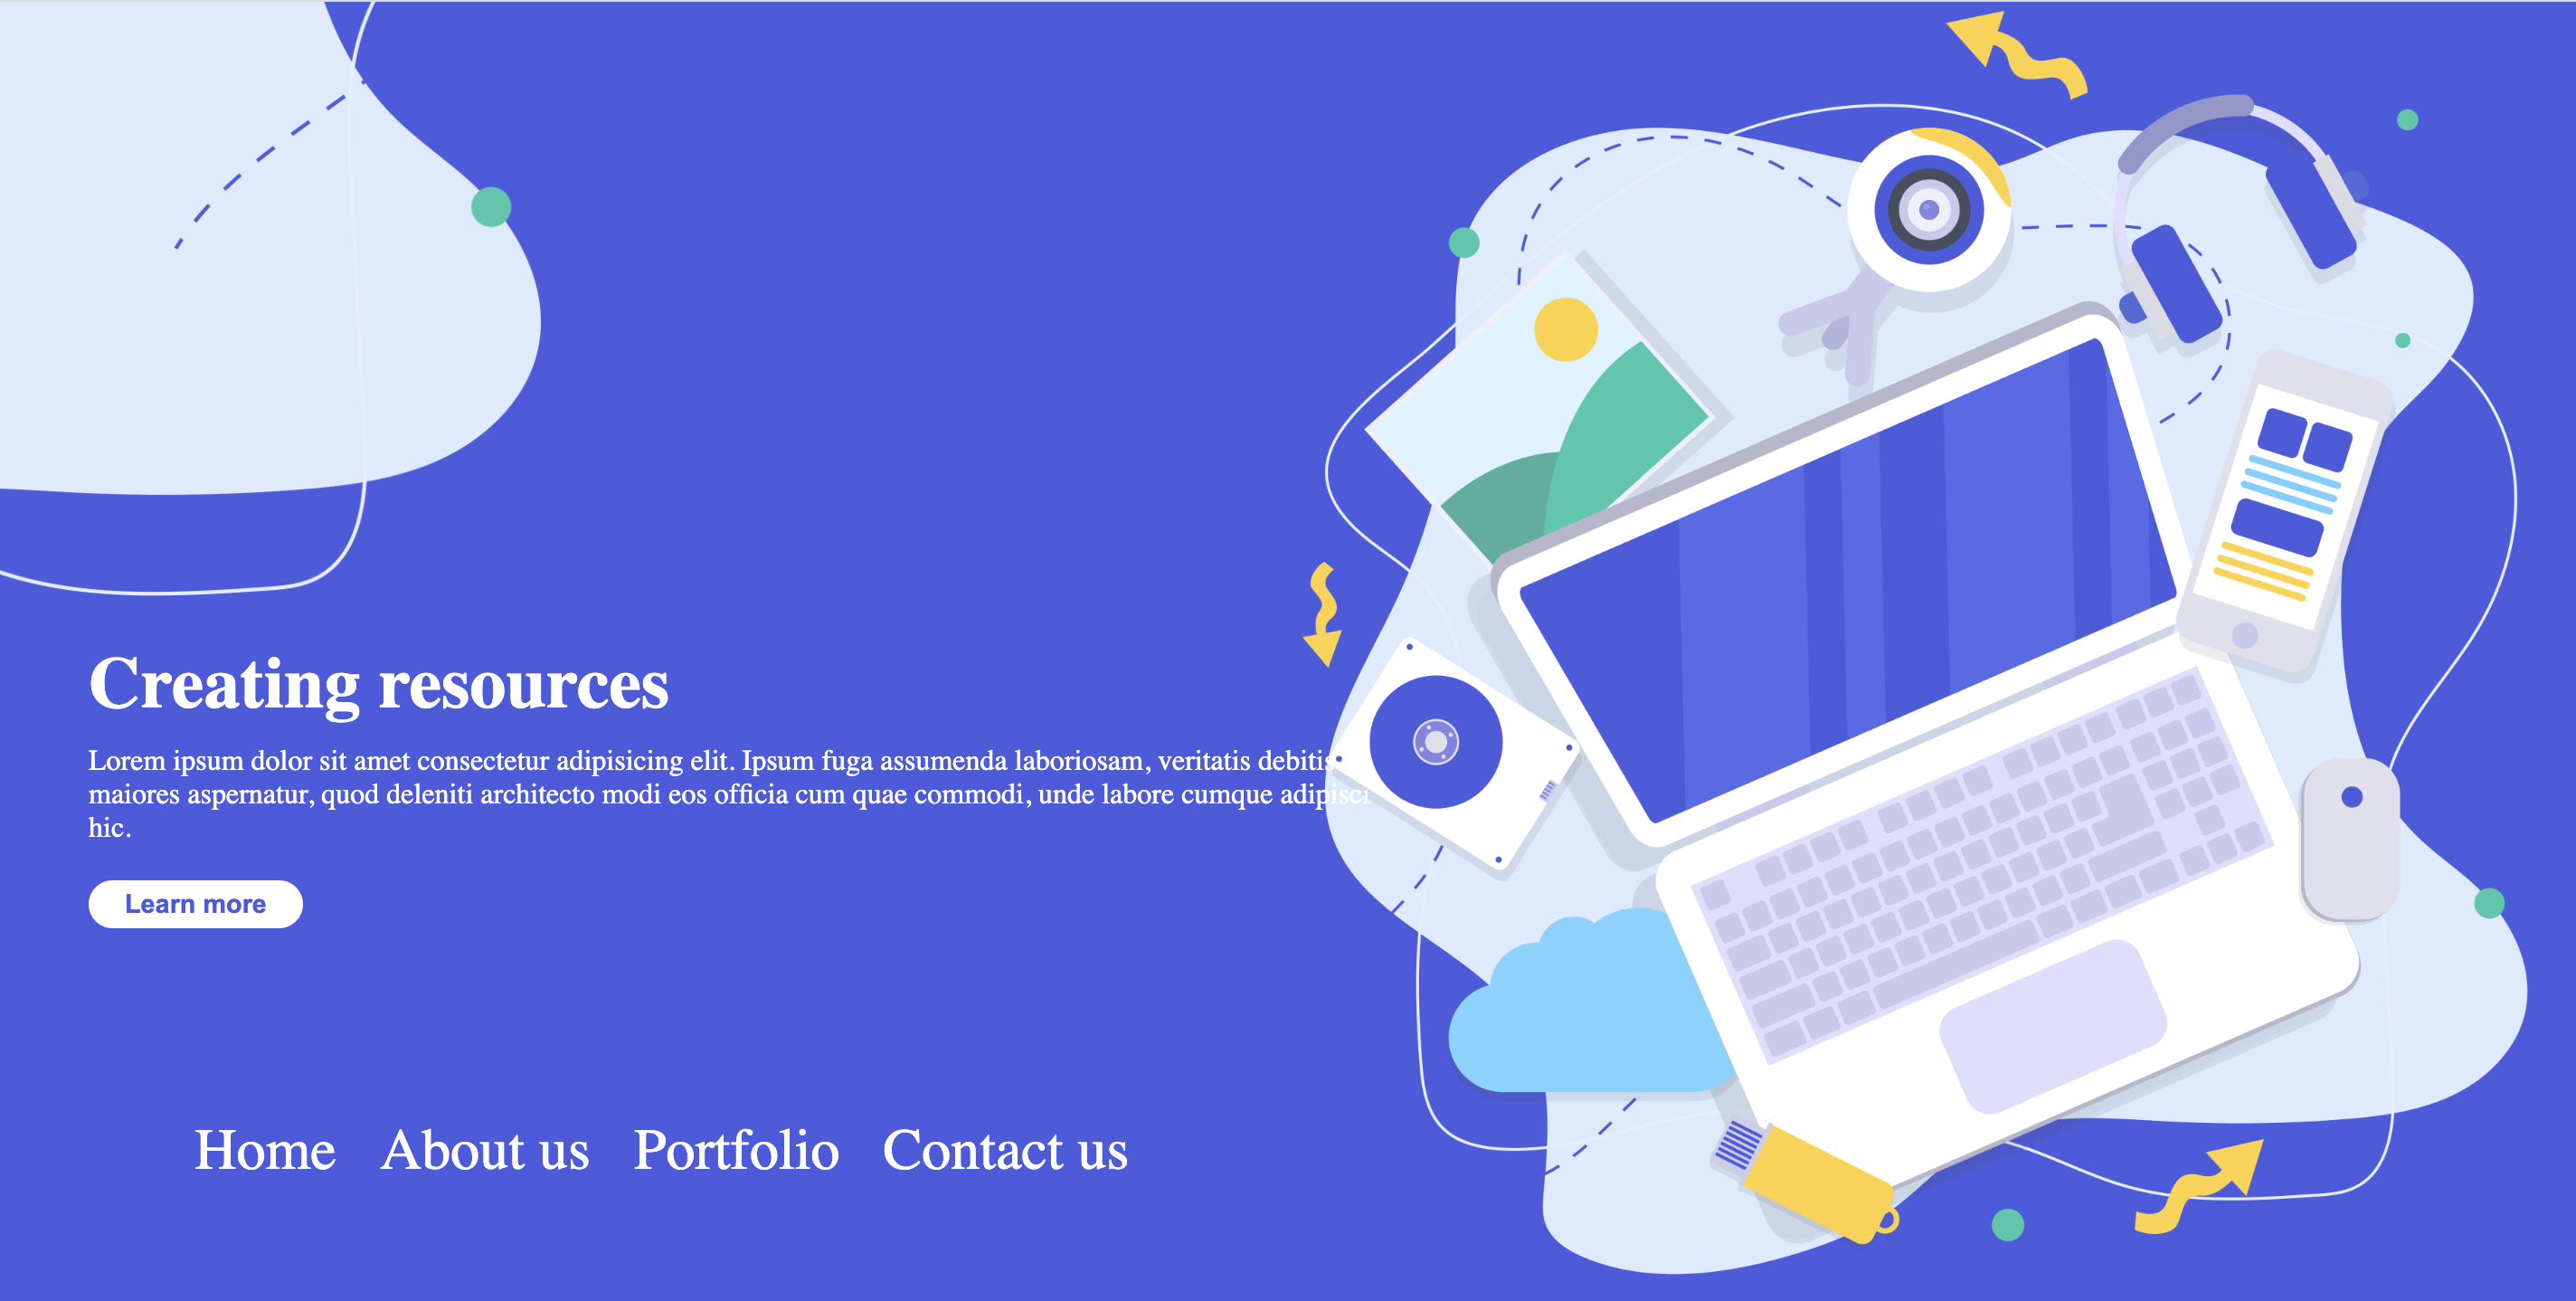 Creating resources
Lorem ipsum dolor sit amet consectetur adipisicing elit. Ipsum fuga assumenda laboriosam, veritatis debitis
maiores aspernatur, quod deleniti architecto modi eos officia cum quae commodi, unde labore cumque adipisci
hic.
Learn more
Home About us Portfolio Contact us